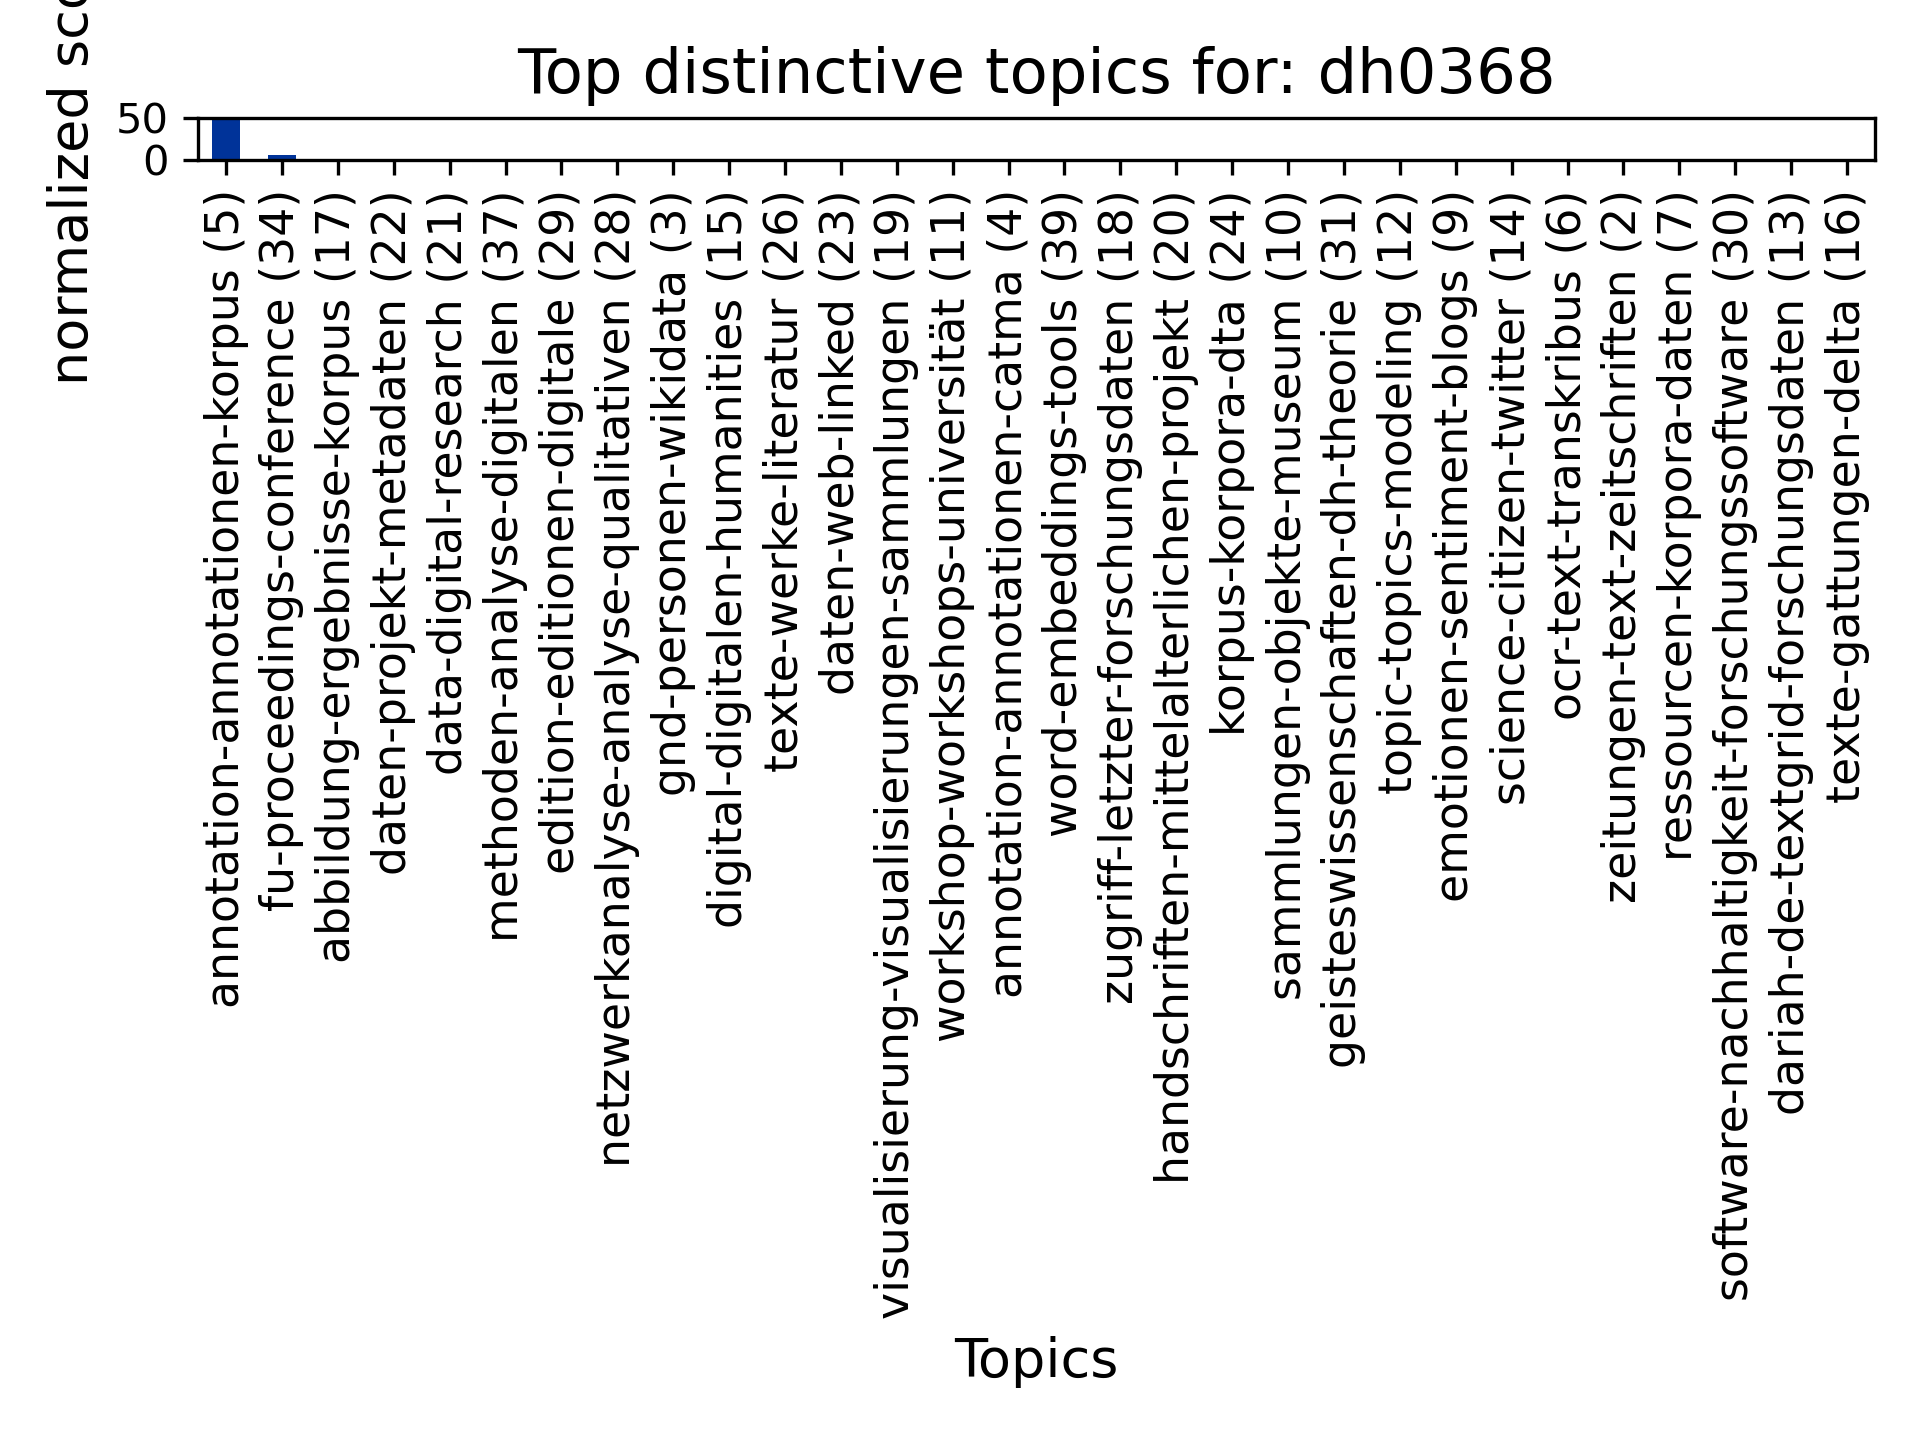 Top distinctive topics for: dh0368
normalized
50
0
annotation-annotationen-korpus (5)
fu-proceedings-conference (34)
abbildung-ergebnisse-korpus (17)
daten-projekt-metadaten (22)
data-digital-research (21)
methoden-analyse-digitalen (37)
edition-editionen-digitale (29)
netzwerkanalyse-analyse-qualitativen (28)
gnd-personen-wikidata (3)
digital-digitalen-humanities (15)
texte-werke-literatur (26)
daten-web-linked (23)
visualisierung-visualisierungen-sammlungen (19)
workshop-workshops-universität (11)
annotation-annotationen-catma (4)
word-embeddings-tools (39)
zugriff-letzter-forschungsdaten (18)
handschriften-mittelalterlichen-projekt (20)
korpus-korpora-dta (24)
sammlungen-objekte-museum (10)
geisteswissenschaften-dh-theorie (31)
topic-topics-modeling (12)
emotionen-sentiment-blogs (9)
science-citizen-twitter (14)
ocr-text-transkribus (6)
zeitungen-text-zeitschriften (2)
ressourcen-korpora-daten (7)
software-nachhaltigkeit-forschungssoftware (30)
dariah-de-textgrid-forschungsdaten (13)
texte-gattungen-delta (16)
Topics